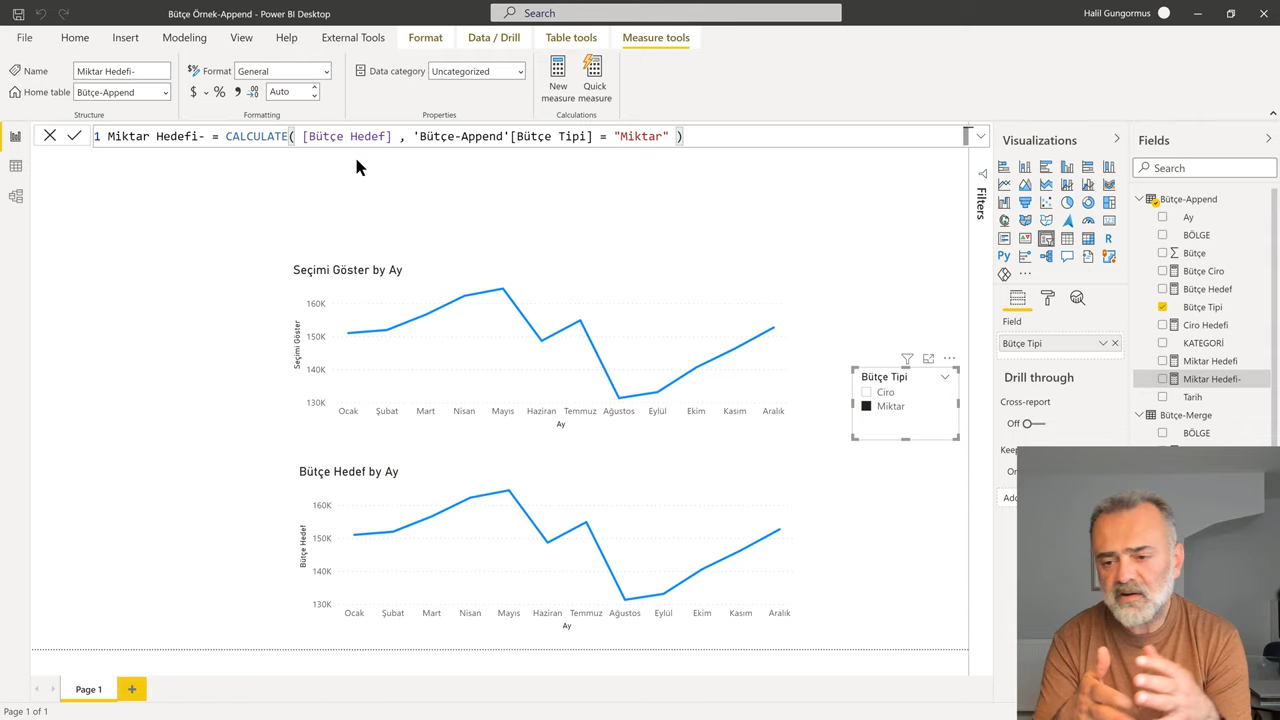 Bütçe Örnek-Append - Power BI Desktop
Search
Halil Gungormus
File
Home
Insert
Modeling
View
Help
External Tools
Format
Data / Drill
Table tools
Measure tools
Name
Miktar Hedefi-
Home table
Bütçe-Append
Structure
Format
General
$
%
Auto
Formatting
Data category
Uncategorized
Properties
New measure
Quick measure
Calculations
1 Miktar Hedefi- = CALCULATE( [Bütçe Hedef] , 'Bütçe-Append'[Bütçe Tipi] = "Miktar" )
Seçimi Göster by Ay
160K
150K
140K
130K
Seçimi Göster
Ocak Şubat Mart Nisan Mayıs Haziran Temmuz Ağustos Eylül Ekim Kasım Aralık
Ay
Bütçe Tipi
Ciro
Miktar
Bütçe Hedef by Ay
160K
150K
140K
130K
Bütçe Hedef
Ocak Şubat Mart Nisan Mayıs Haziran Temmuz Ağustos Eylül Ekim Kasım Aralık
Ay
Filters
Visualizations
R
Py
Field
Bütçe Tipi
Drill through
Cross-report
Off
Fields
Search
Bütçe-Append
Ay
BÖLGE
Bütçe
Bütçe Ciro
Bütçe Hedef
Bütçe Tipi
Ciro Hedefi
KATEGORİ
Miktar Hedefi
Miktar Hedefi-
Tarih
Bütçe-Merge
BÖLGE
Page 1
Page 1 of 1